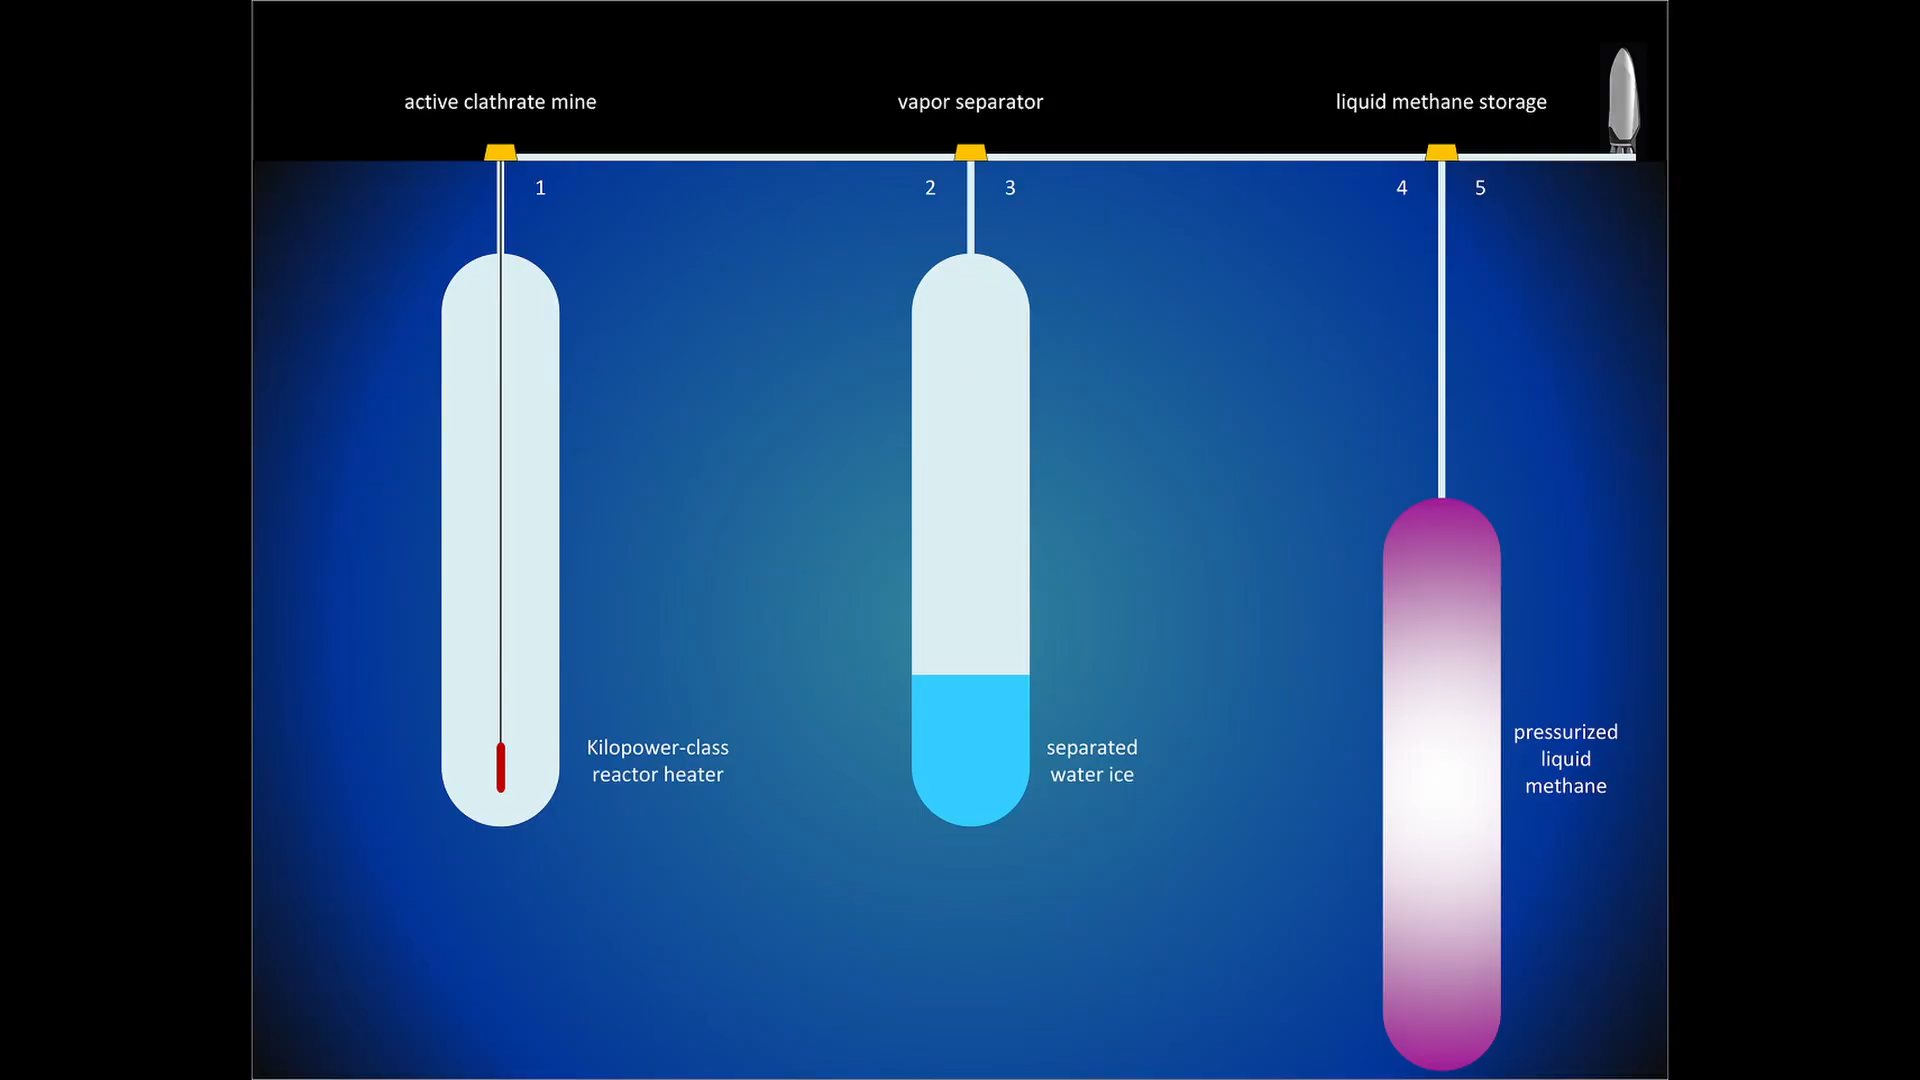 active clathrate mine
vapor separator
liquid methane storage
1
2
3
4
5
Kilopower-class
reactor heater
separated
water ice
pressurized
liquid
methane